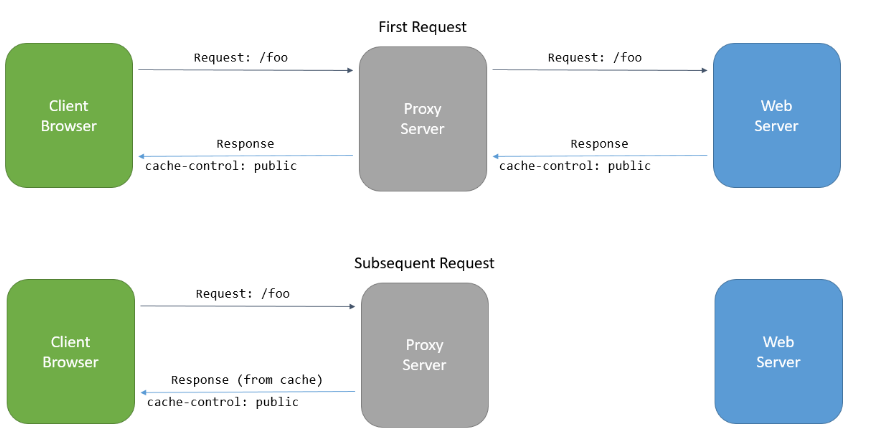 First Request
Request: /foo
Request: /foo
Client
Browser
Proxy
Server
Web
Server
Response
cache-control: public
Response
cache-control: public
Subsequent Request
Request: /foo
Client
Browser
Proxy
Server
Web
Server
Response (from cache)
cache-control: public